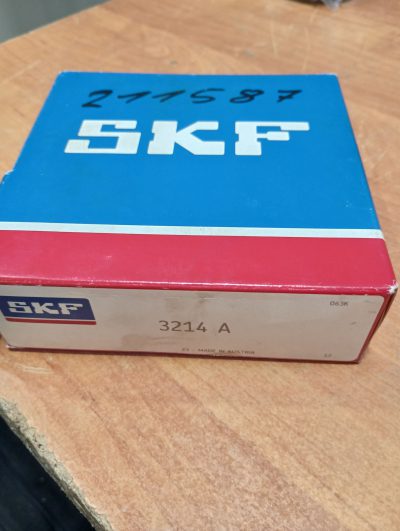 211587
SKF
SKF
063K
3214 A
MADE IN AUSTRIA